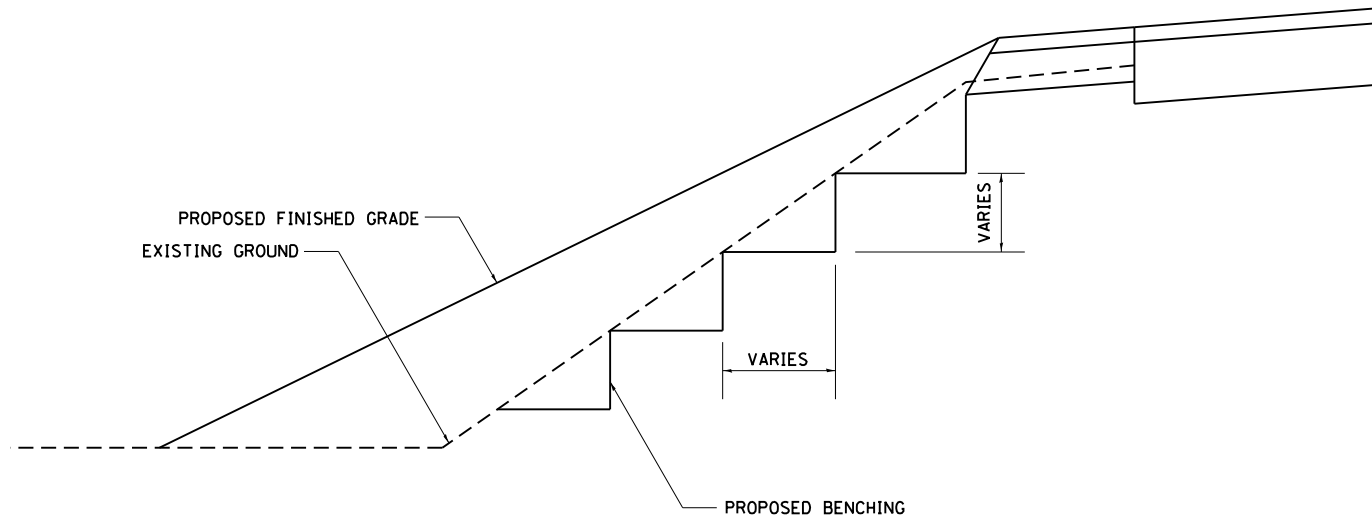 PROPOSED FINISHED GRADE
EXISTING GROUND
VARIES
VARIES
PROPOSED BENCHING